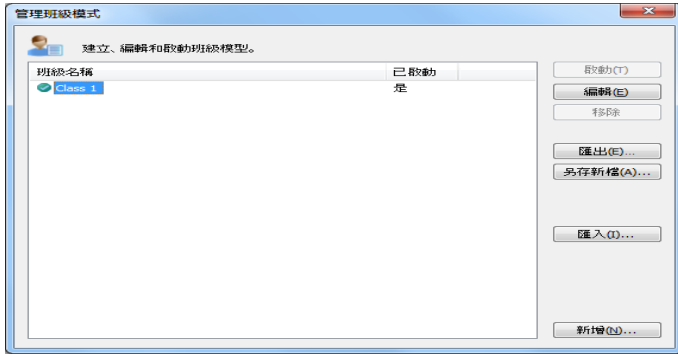 管理班級模式
建立、編輯和啟動班級模型。
班級名稱 已啟動
Class 1 是
啟動(T)
編輯(E)
移除
匯出(E)...
另存新檔(A)...
匯入(I)...
新增(N)...